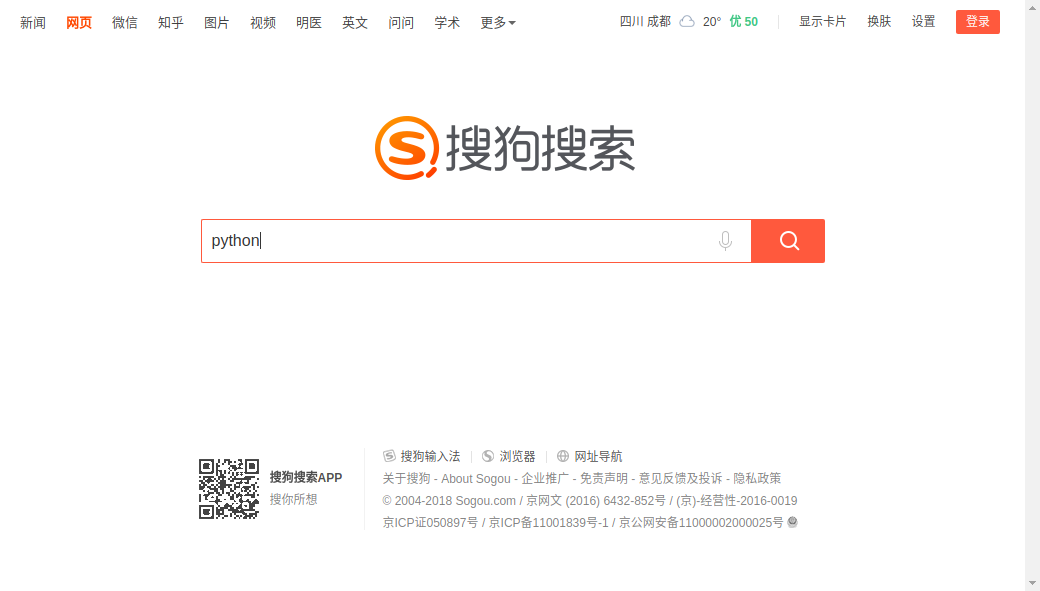 新闻 网页 微信 知乎 图片 视频 明医 英文 问问 学术 更多 四川 成都 20° 优 50 显示卡片 换肤 设置 登录
搜狗搜索
python
搜狗输入法 浏览器 网址导航
搜狗搜索APP
搜你所想
关于搜狗 - About Sogou - 企业推广 - 免责声明 - 意见反馈及投诉 - 隐私政策
© 2004-2018 Sogou.com / 京网文 (2016) 6432-852号 / (京)-经营性-2016-0019
京ICP证050897号 / 京ICP备11001839号-1 / 京公网安备11000002000025号